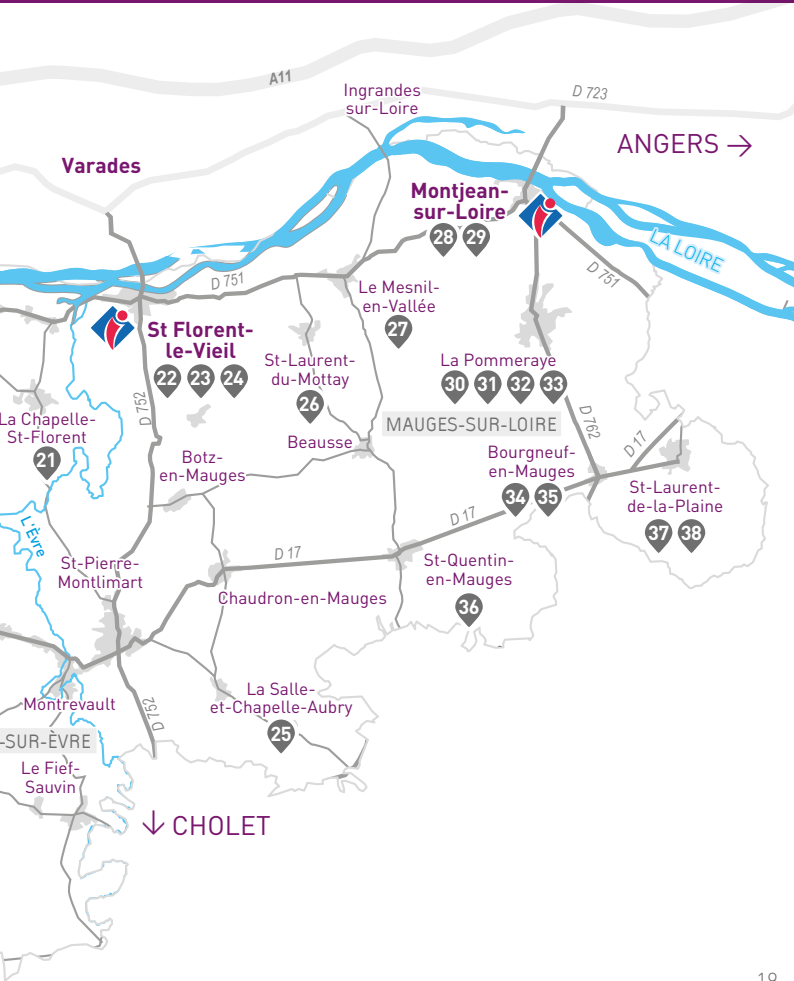 A11
Ingrandes
sur-Loire
D 723
ANGERS →
Varades
Montjean-
sur-Loire
28 29
LA LOIRE
D 751
D 751
Le Mesnil-
en-Vallée
27
St Florent-
le-Vieil
22 23 24
St-Laurent-
du-Mottay
26
La Pommeraye
30 31 32 33
D 752
MAUGES-SUR-LOIRE
D 762
La Chapelle-
St-Florent
21
Beausse
Botz-
en-Mauges
Bourgneuf-
en-Mauges
34 35
D 17
St-Laurent-
de-la-Plaine
37 38
L'Èvre
D 17
D 17
St-Pierre-
Montlimart
St-Quentin-
en-Mauges
36
Chaudron-en-Mauges
La Salle-
et-Chapelle-Aubry
25
Montrevault
D 752
-SUR-ÈVRE
Le Fief-
Sauvin
↓ CHOLET
19